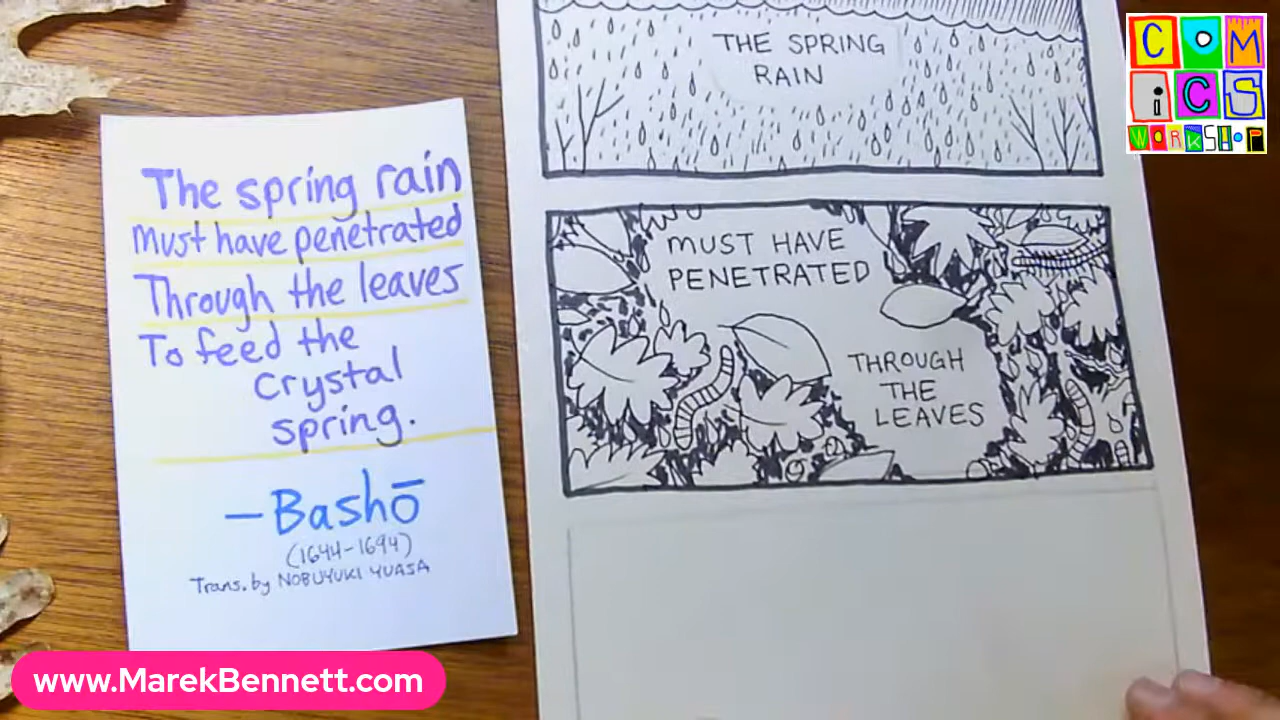 The spring rain
must have penetrated
Through the leaves
To feed the
crystal
spring.
— Bashō
(1644-1694)
Trans. by NOBUYUKI YUASA
THE SPRING
RAIN
MUST HAVE
PENETRATED
THROUGH
THE
LEAVES
COM
iCS
WORKSHOP
www.MarekBennett.com